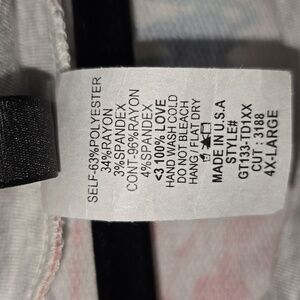 SELF-63%POLYESTER
34%RAYON
3%SPANDEX
CONT-96%RAYON
4%SPANDEX
<3 100% LOVE
HAND WASH COLD
DO NOT BLEACH
HANG / FLAT DRY
MADE IN U.S.A
STYLE#
GT133-TD1XX
CUT : 3188
4X-LARGE